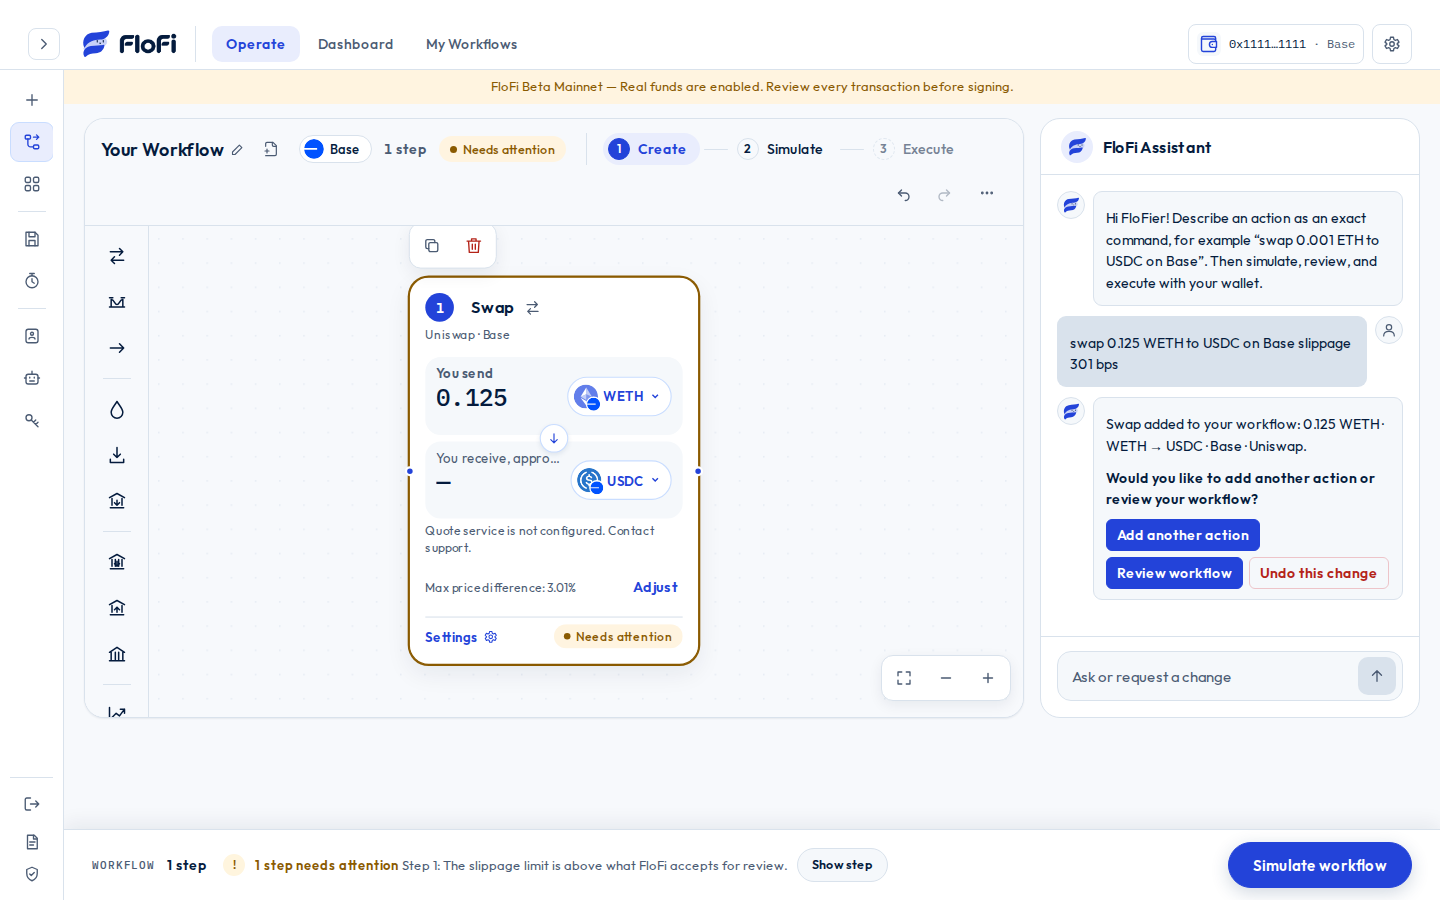 FloFi
Operate
Dashboard
My Workflows
0x1111…1111 · Base
FloFi Beta Mainnet — Real funds are enabled. Review every transaction before signing.
Your Workflow
Base
1 step
Needs attention
1 Create
2 Simulate
3 Execute
1 Swap
Uniswap · Base
You send
0.125
WETH
You receive, appro…
—
USDC
Quote service is not configured. Contact
support.
Max price difference: 3.01%
Adjust
Settings
Needs attention
FloFi Assistant
Hi FloFier! Describe an action as an exact
command, for example “swap 0.001 ETH to
USDC on Base”. Then simulate, review, and
execute with your wallet.
swap 0.125 WETH to USDC on Base slippage
301 bps
Swap added to your workflow: 0.125 WETH ·
WETH → USDC · Base · Uniswap.
Would you like to add another action or
review your workflow?
Add another action
Review workflow
Undo this change
Ask or request a change
WORKFLOW
1 step
! 1 step needs attention Step 1: The slippage limit is above what FloFi accepts for review.
Show step
Simulate workflow